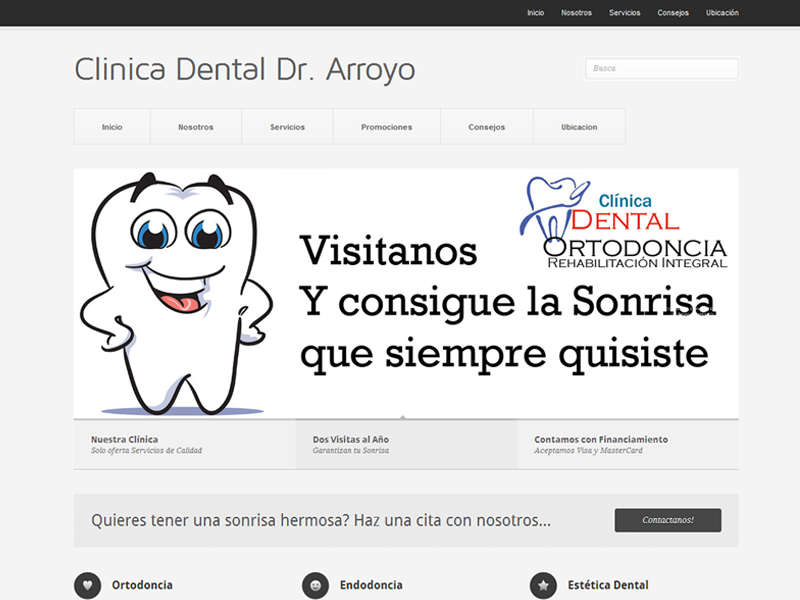 Inicio Nosotros Servicios Consejos Ubicación
Clinica Dental Dr. Arroyo
Busca
Inicio Nosotros Servicios Promociones Consejos Ubicacion
Clínica
DENTAL
ORTODONCIA
REHABILITACIÓN INTEGRAL
Visitanos
Y consigue la Sonrisa
que siempre quisiste
Nuestra Clínica Dos Visitas al Año Contamos con Financiamiento
Solo oferta Servicios de Calidad Garantizan tu Sonrisa Aceptamos Visa y MasterCard
Quieres tener una sonrisa hermosa? Haz una cita con nosotros... Contactanos!
Ortodoncia Endodoncia Estética Dental